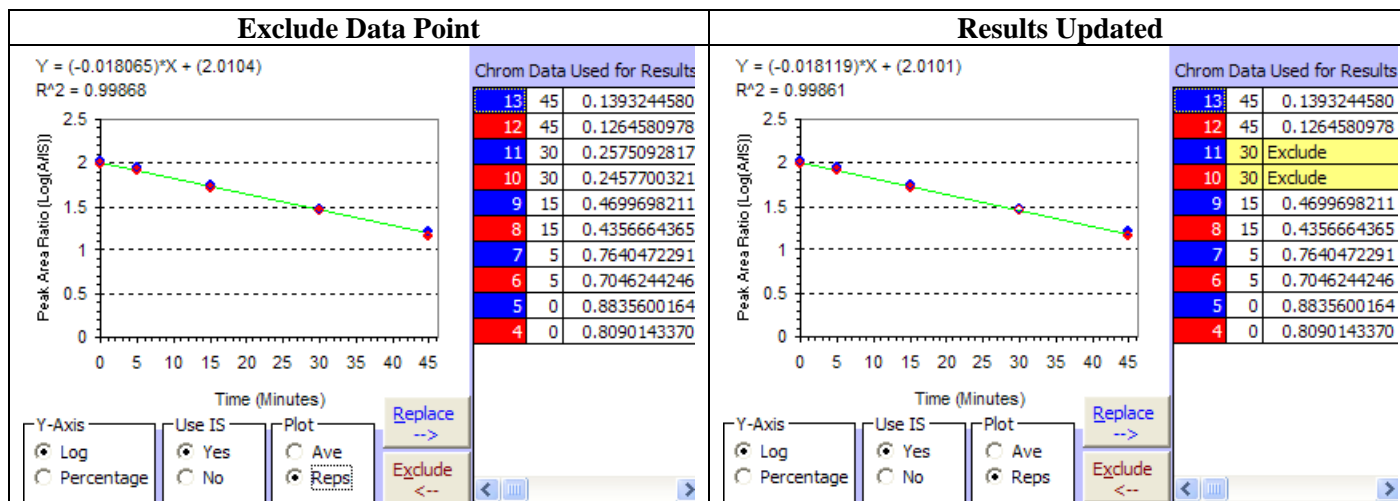 Exclude Data Point
Y = (-0.018065)*X + (2.0104)
R^2 = 0.99868
Peak Area Ratio (Log(A/IS))
2.5
2
1.5
1
0.5
0
0 5 10 15 20 25 30 35 40 45
Time (Minutes)
Chrom Data Used for Results
13 45 0.1393244580
12 45 0.1264580978
11 30 0.2575092817
10 30 0.2457700321
9 15 0.4699698211
8 15 0.4356664365
7 5 0.7640472291
6 5 0.7046244246
5 0 0.8835600164
4 0 0.8090143370
Y-Axis
Log
Percentage
Use IS
Yes
No
Plot
Ave
Reps
Replace
-->
Exclude
<--
Results Updated
Y = (-0.018119)*X + (2.0101)
R^2 = 0.99861
Peak Area Ratio (Log(A/IS))
2.5
2
1.5
1
0.5
0
0 5 10 15 20 25 30 35 40 45
Time (Minutes)
Chrom Data Used for Results
13 45 0.1393244580
12 45 0.1264580978
11 30 Exclude
10 30 Exclude
9 15 0.4699698211
8 15 0.4356664365
7 5 0.7640472291
6 5 0.7046244246
5 0 0.8835600164
4 0 0.8090143370
Y-Axis
Log
Percentage
Use IS
Yes
No
Plot
Ave
Reps
Replace
-->
Exclude
<--